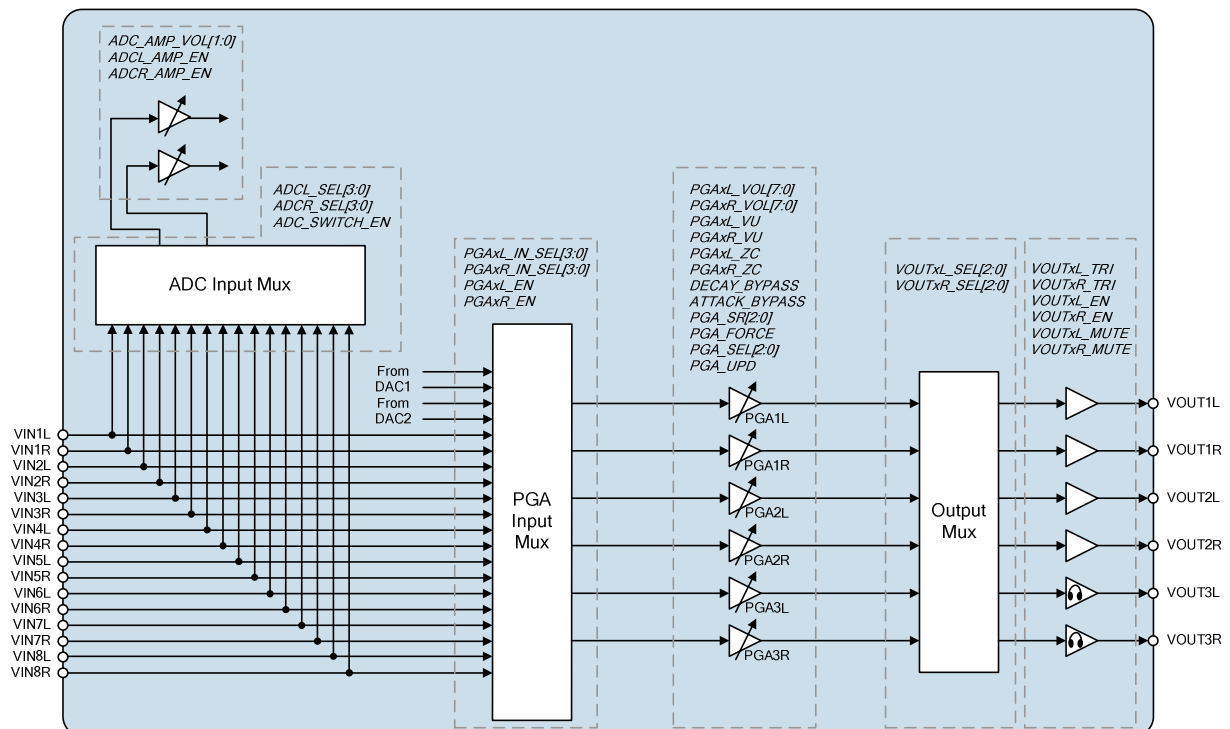 ADC_AMP_VOL[1:0]
ADCL_AMP_EN
ADCR_AMP_EN
ADCL_SEL[3:0]
ADCR_SEL[3:0]
ADC_SWITCH_EN
ADC Input Mux
PGAxL_IN_SEL[3:0]
PGAxR_IN_SEL[3:0]
PGAxL_EN
PGAxR_EN
PGAxL_VOL[7:0]
PGAxR_VOL[7:0]
PGAxL_VU
PGAxR_VU
PGAxL_ZC
PGAxR_ZC
DECAY_BYPASS
ATTACK_BYPASS
PGA_SR[2:0]
PGA_FORCE
PGA_SEL[2:0]
PGA_UPD
VOUTxL_SEL[2:0]
VOUTxR_SEL[2:0]
VOUTxL_TRI
VOUTxR_TRI
VOUTxL_EN
VOUTxR_EN
VOUTxL_MUTE
VOUTxR_MUTE
From
DAC1
From
DAC2
VIN1L
VIN1R
VIN2L
VIN2R
VIN3L
VIN3R
VIN4L
VIN4R
VIN5L
VIN5R
VIN6L
VIN6R
VIN7L
VIN7R
VIN8L
VIN8R
PGA
Input
Mux
PGA1L
PGA1R
PGA2L
PGA2R
PGA3L
PGA3R
Output
Mux
VOUT1L
VOUT1R
VOUT2L
VOUT2R
VOUT3L
VOUT3R